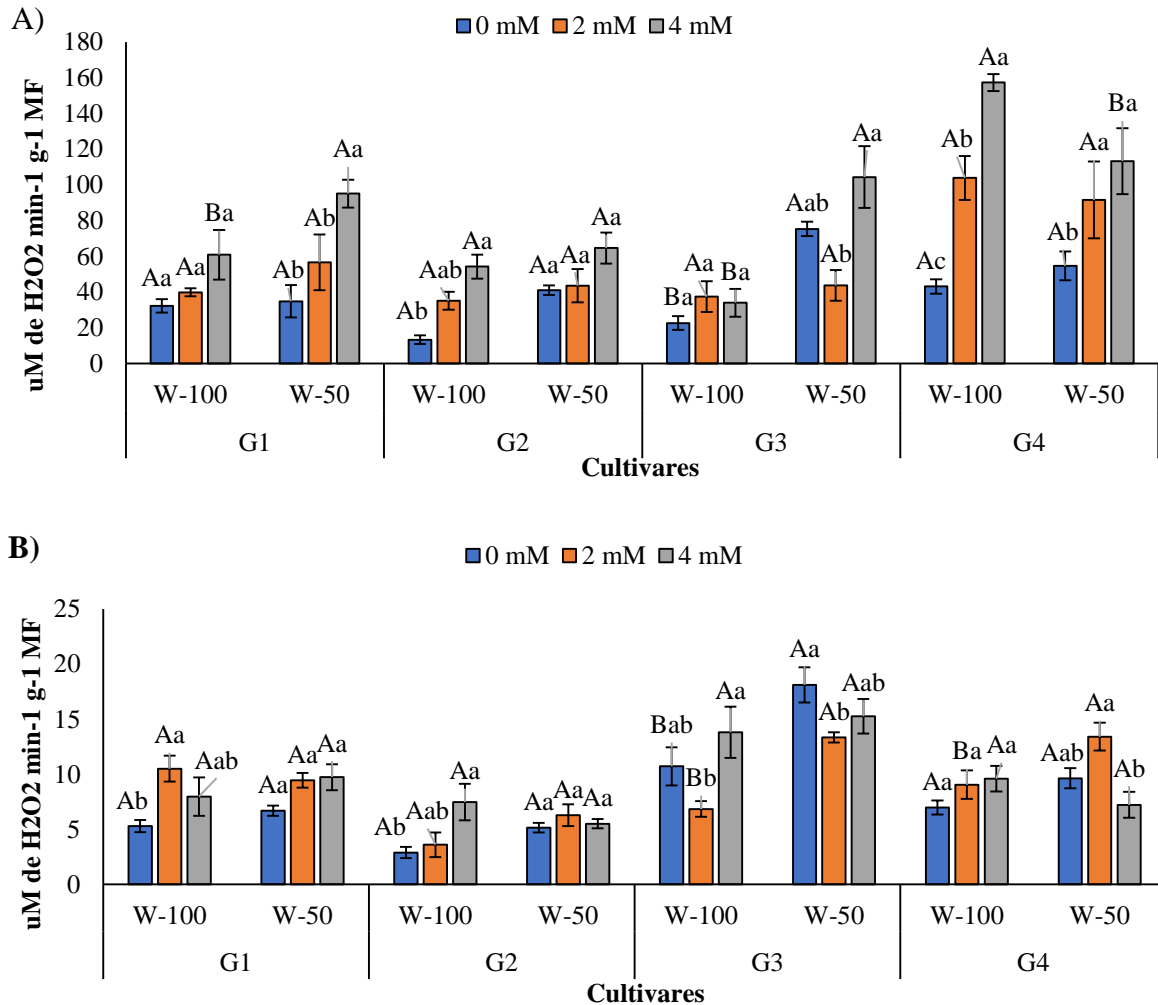 A)
0 mM 2 mM 4 mM
uM de H2O2 min-1 g-1 MF
180
160
140
120
100
80
60
40
20
0
Aa Aa Ba Ab Ab Aa Ab Aab Aa Aa Aa Aa Ba Aa Ba Aab Ab Aa Ac Ab Aa Ab Aa Ba
W-100 W-50 W-100 W-50 W-100 W-50 W-100 W-50
G1 G2 G3 G4
Cultivares
B)
0 mM 2 mM 4 mM
uM de H2O2 min-1 g-1 MF
25
20
15
10
5
0
Ab Aa Aab Aa Aa Aa Ab Aab Aa Aa Aa Aa Bab Bb Aa Aa Ab Aab Aa Ba Aa Aab Aa Ab
W-100 W-50 W-100 W-50 W-100 W-50 W-100 W-50
G1 G2 G3 G4
Cultivares